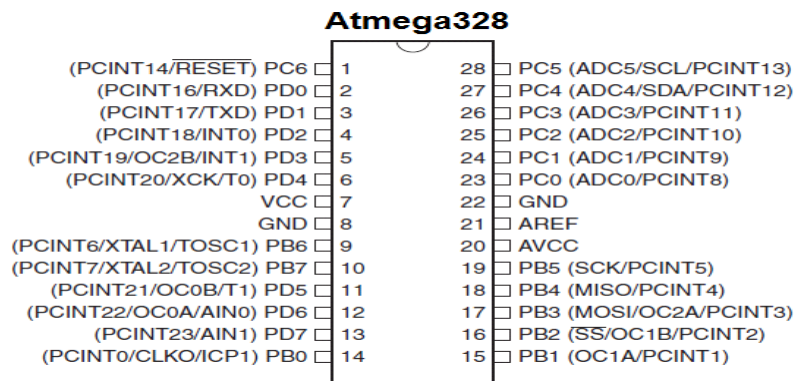 Atmega328
(PCINT14/RESET) PC6 1 28 PC5 (ADC5/SCL/PCINT13)
(PCINT16/RXD) PD0 2 27 PC4 (ADC4/SDA/PCINT12)
(PCINT17/TXD) PD1 3 26 PC3 (ADC3/PCINT11)
(PCINT18/INT0) PD2 4 25 PC2 (ADC2/PCINT10)
(PCINT19/OC2B/INT1) PD3 5 24 PC1 (ADC1/PCINT9)
(PCINT20/XCK/T0) PD4 6 23 PC0 (ADC0/PCINT8)
VCC 7 22 GND
GND 8 21 AREF
(PCINT6/XTAL1/TOSC1) PB6 9 20 AVCC
(PCINT7/XTAL2/TOSC2) PB7 10 19 PB5 (SCK/PCINT5)
(PCINT21/OC0B/T1) PD5 11 18 PB4 (MISO/PCINT4)
(PCINT22/OC0A/AIN0) PD6 12 17 PB3 (MOSI/OC2A/PCINT3)
(PCINT23/AIN1) PD7 13 16 PB2 (SS/OC1B/PCINT2)
(PCINT0/CLKO/ICP1) PB0 14 15 PB1 (OC1A/PCINT1)